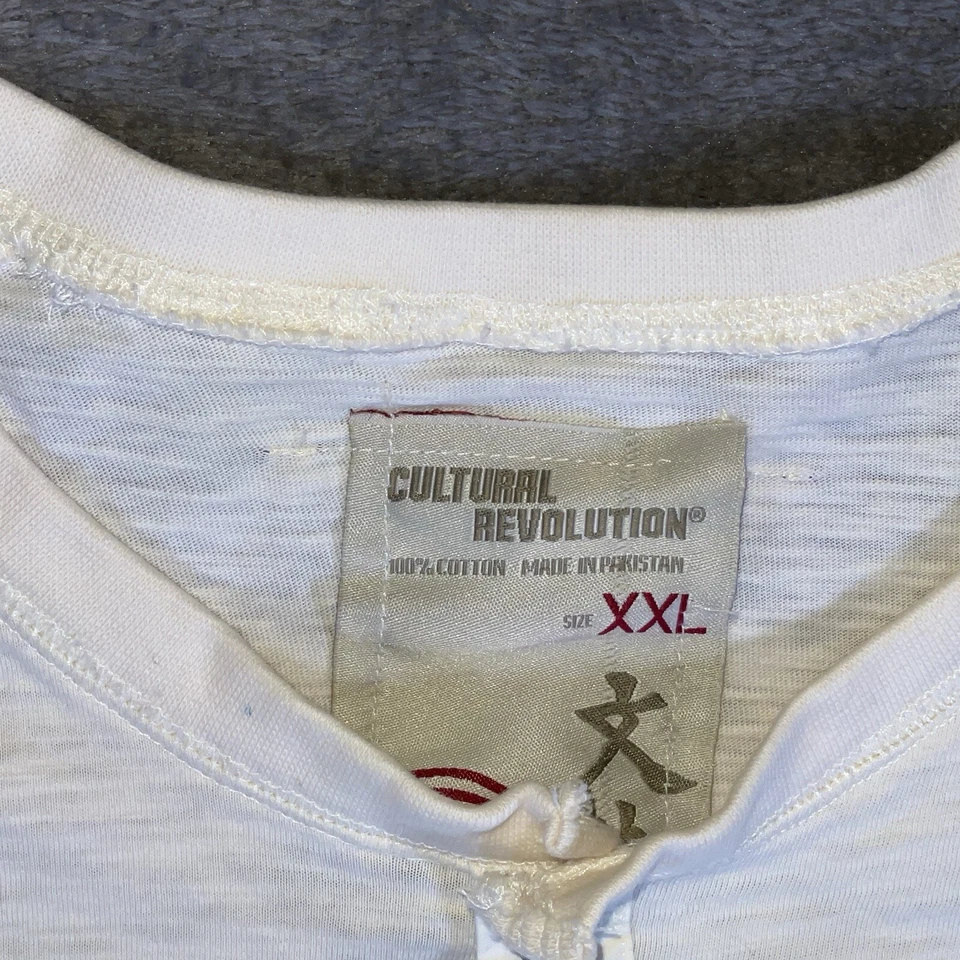 CULTURAL
REVOLUTION®
100% COTTON MADE IN PAKISTAN
SIZE XXL
文